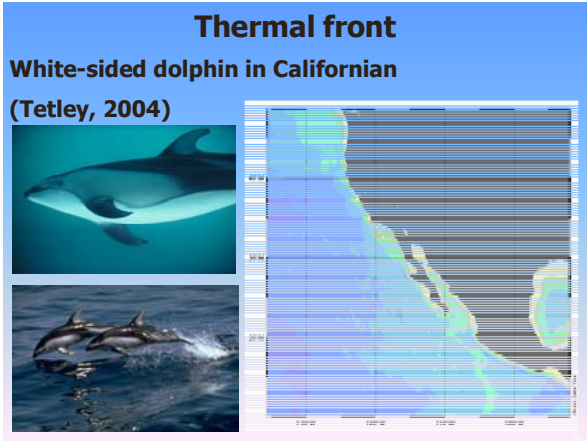 Thermal front
White-sided dolphin in Californian
(Tetley, 2004)